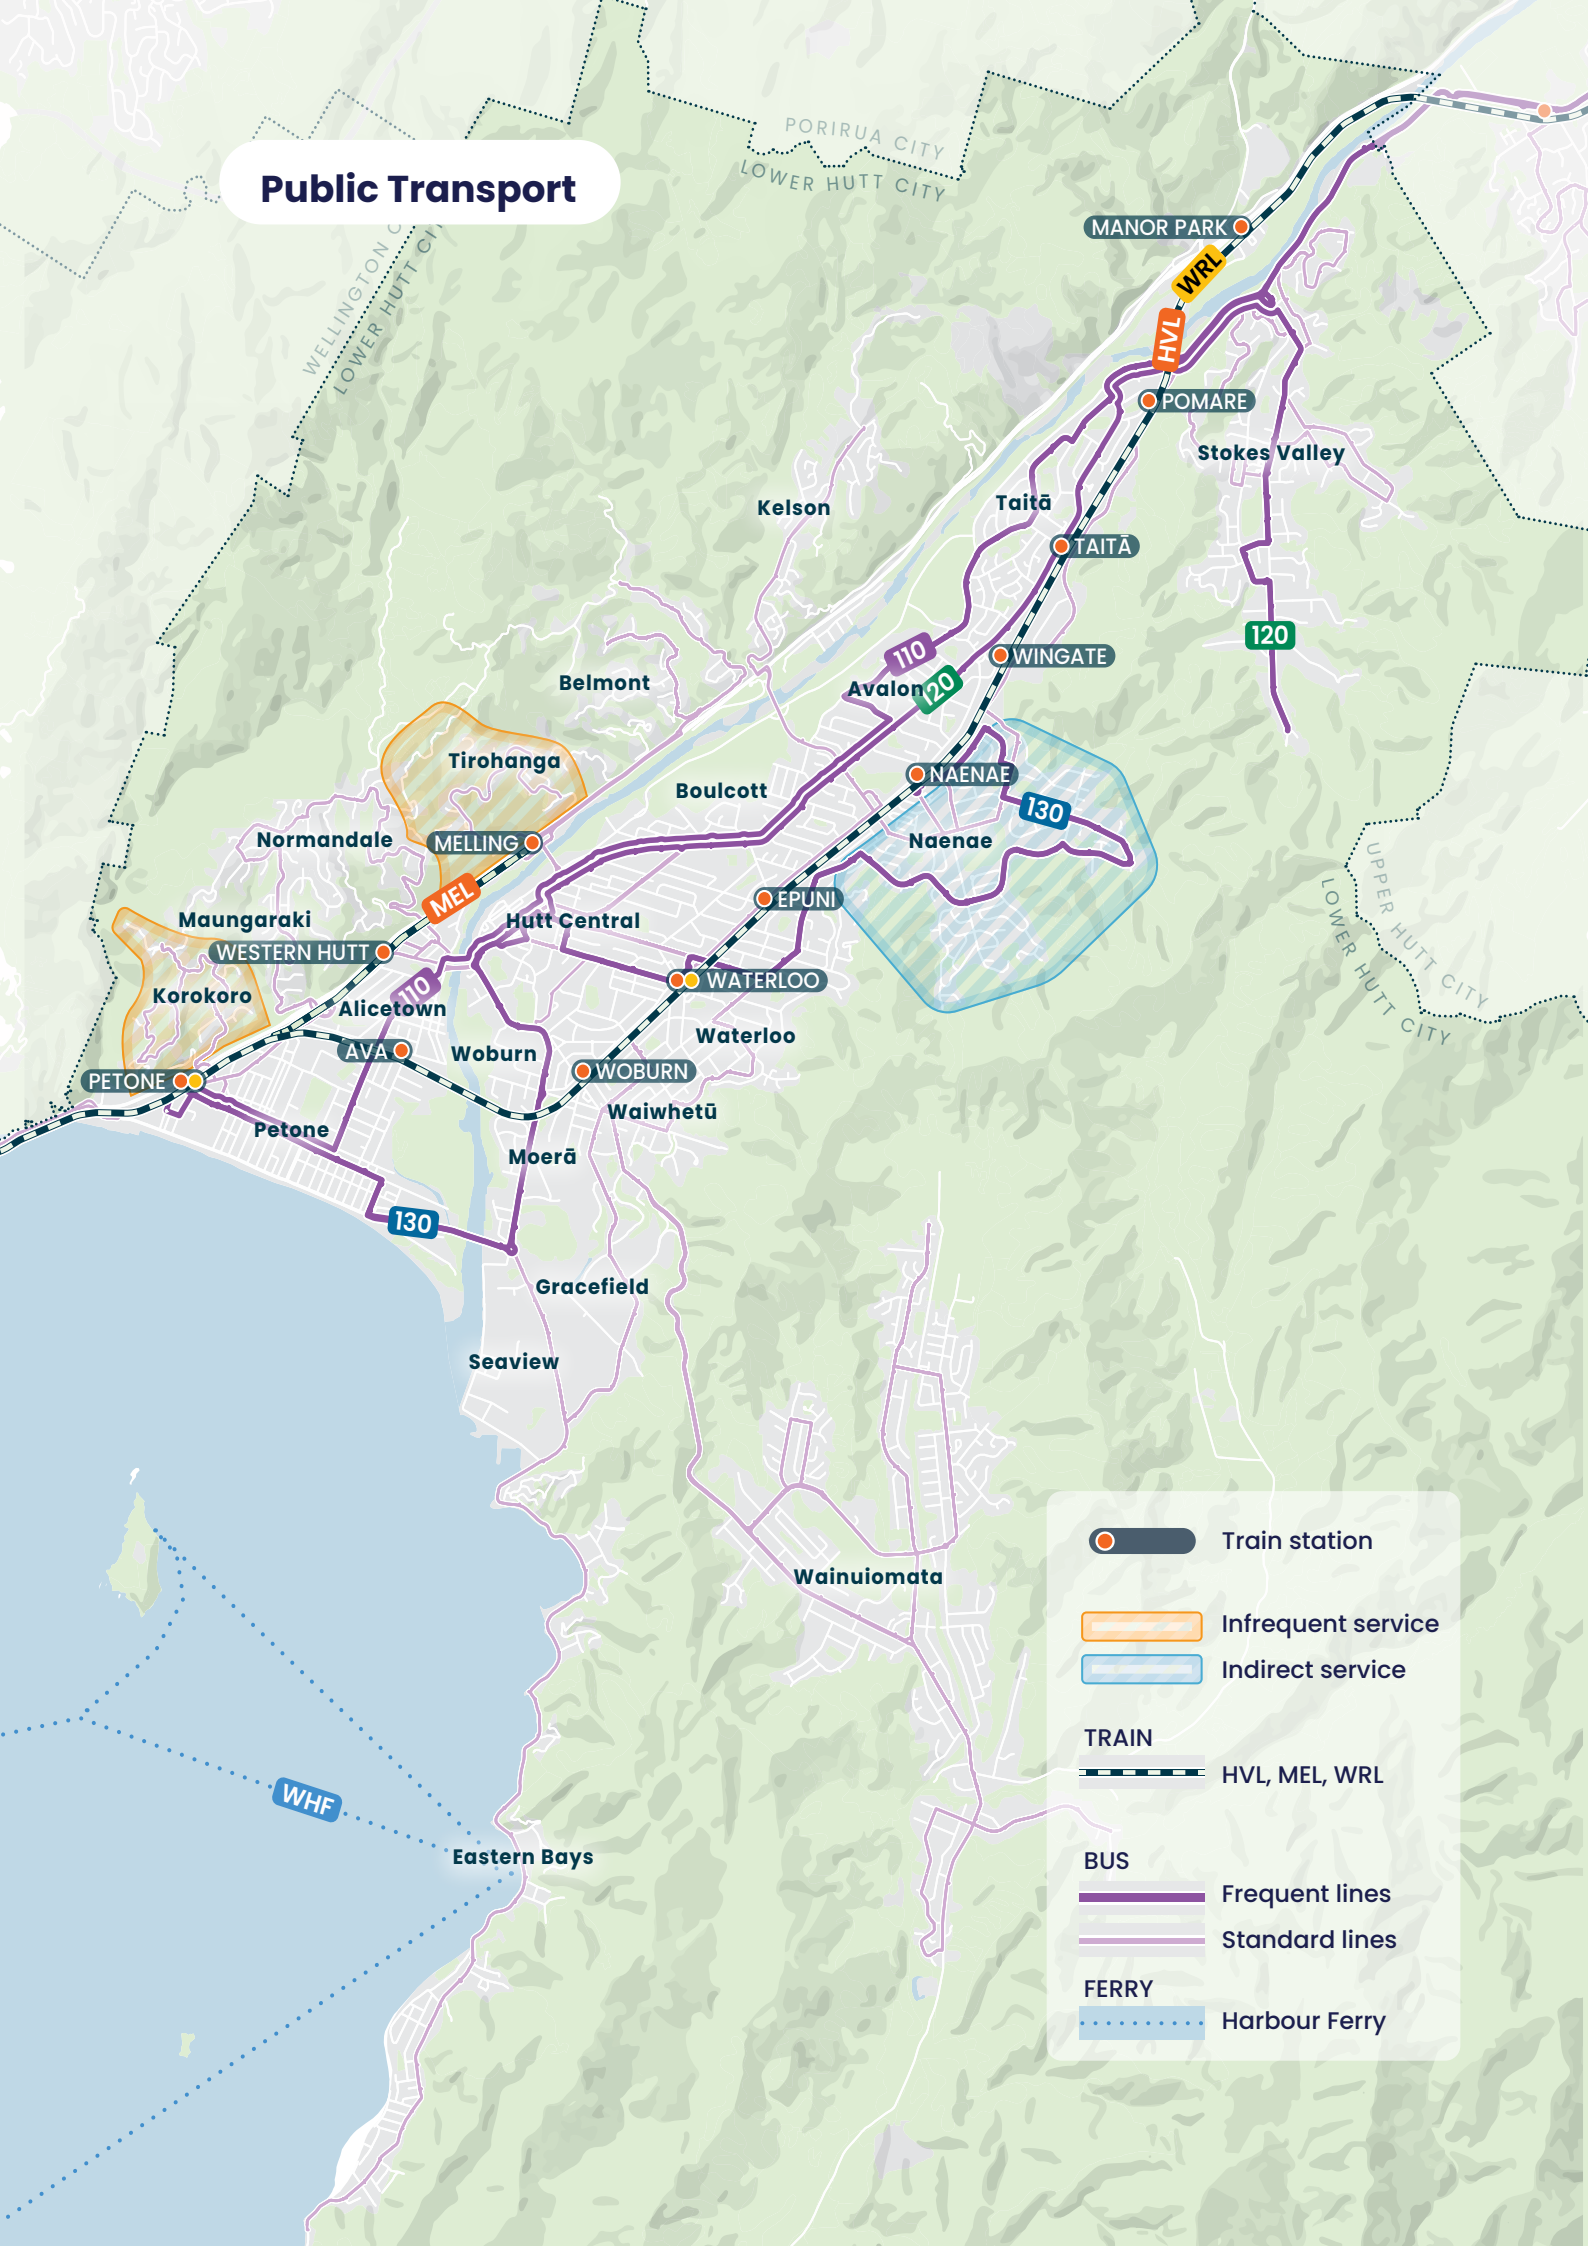 PORIRUA CITY
LOWER HUTT CITY
Public Transport
WELLINGTON C
LOWER HUTT CI
MANOR PARK
WRL
HVL
POMARE
Stokes Valley
Kelson
Taitā
TAITĀ
120
110
WINGATE
Belmont
Avalon
120
Tirohanga
NAENAE
Boulcott
130
Normandale
MELLING
Naenae
UPPER HUTT CITY
LOWER HUTT CITY
MEL
EPUNI
Maungaraki
Hutt Central
WESTERN HUTT
WATERLOO
110
Korokoro
Alicetown
Waterloo
AVA
Woburn
WOBURN
PETONE
Waiwhetū
Petone
Moerā
130
Gracefield
Seaview
Wainuiomata
WHF
Eastern Bays
Train station
Infrequent service
Indirect service
TRAIN
HVL, MEL, WRL
BUS
Frequent lines
Standard lines
FERRY
Harbour Ferry